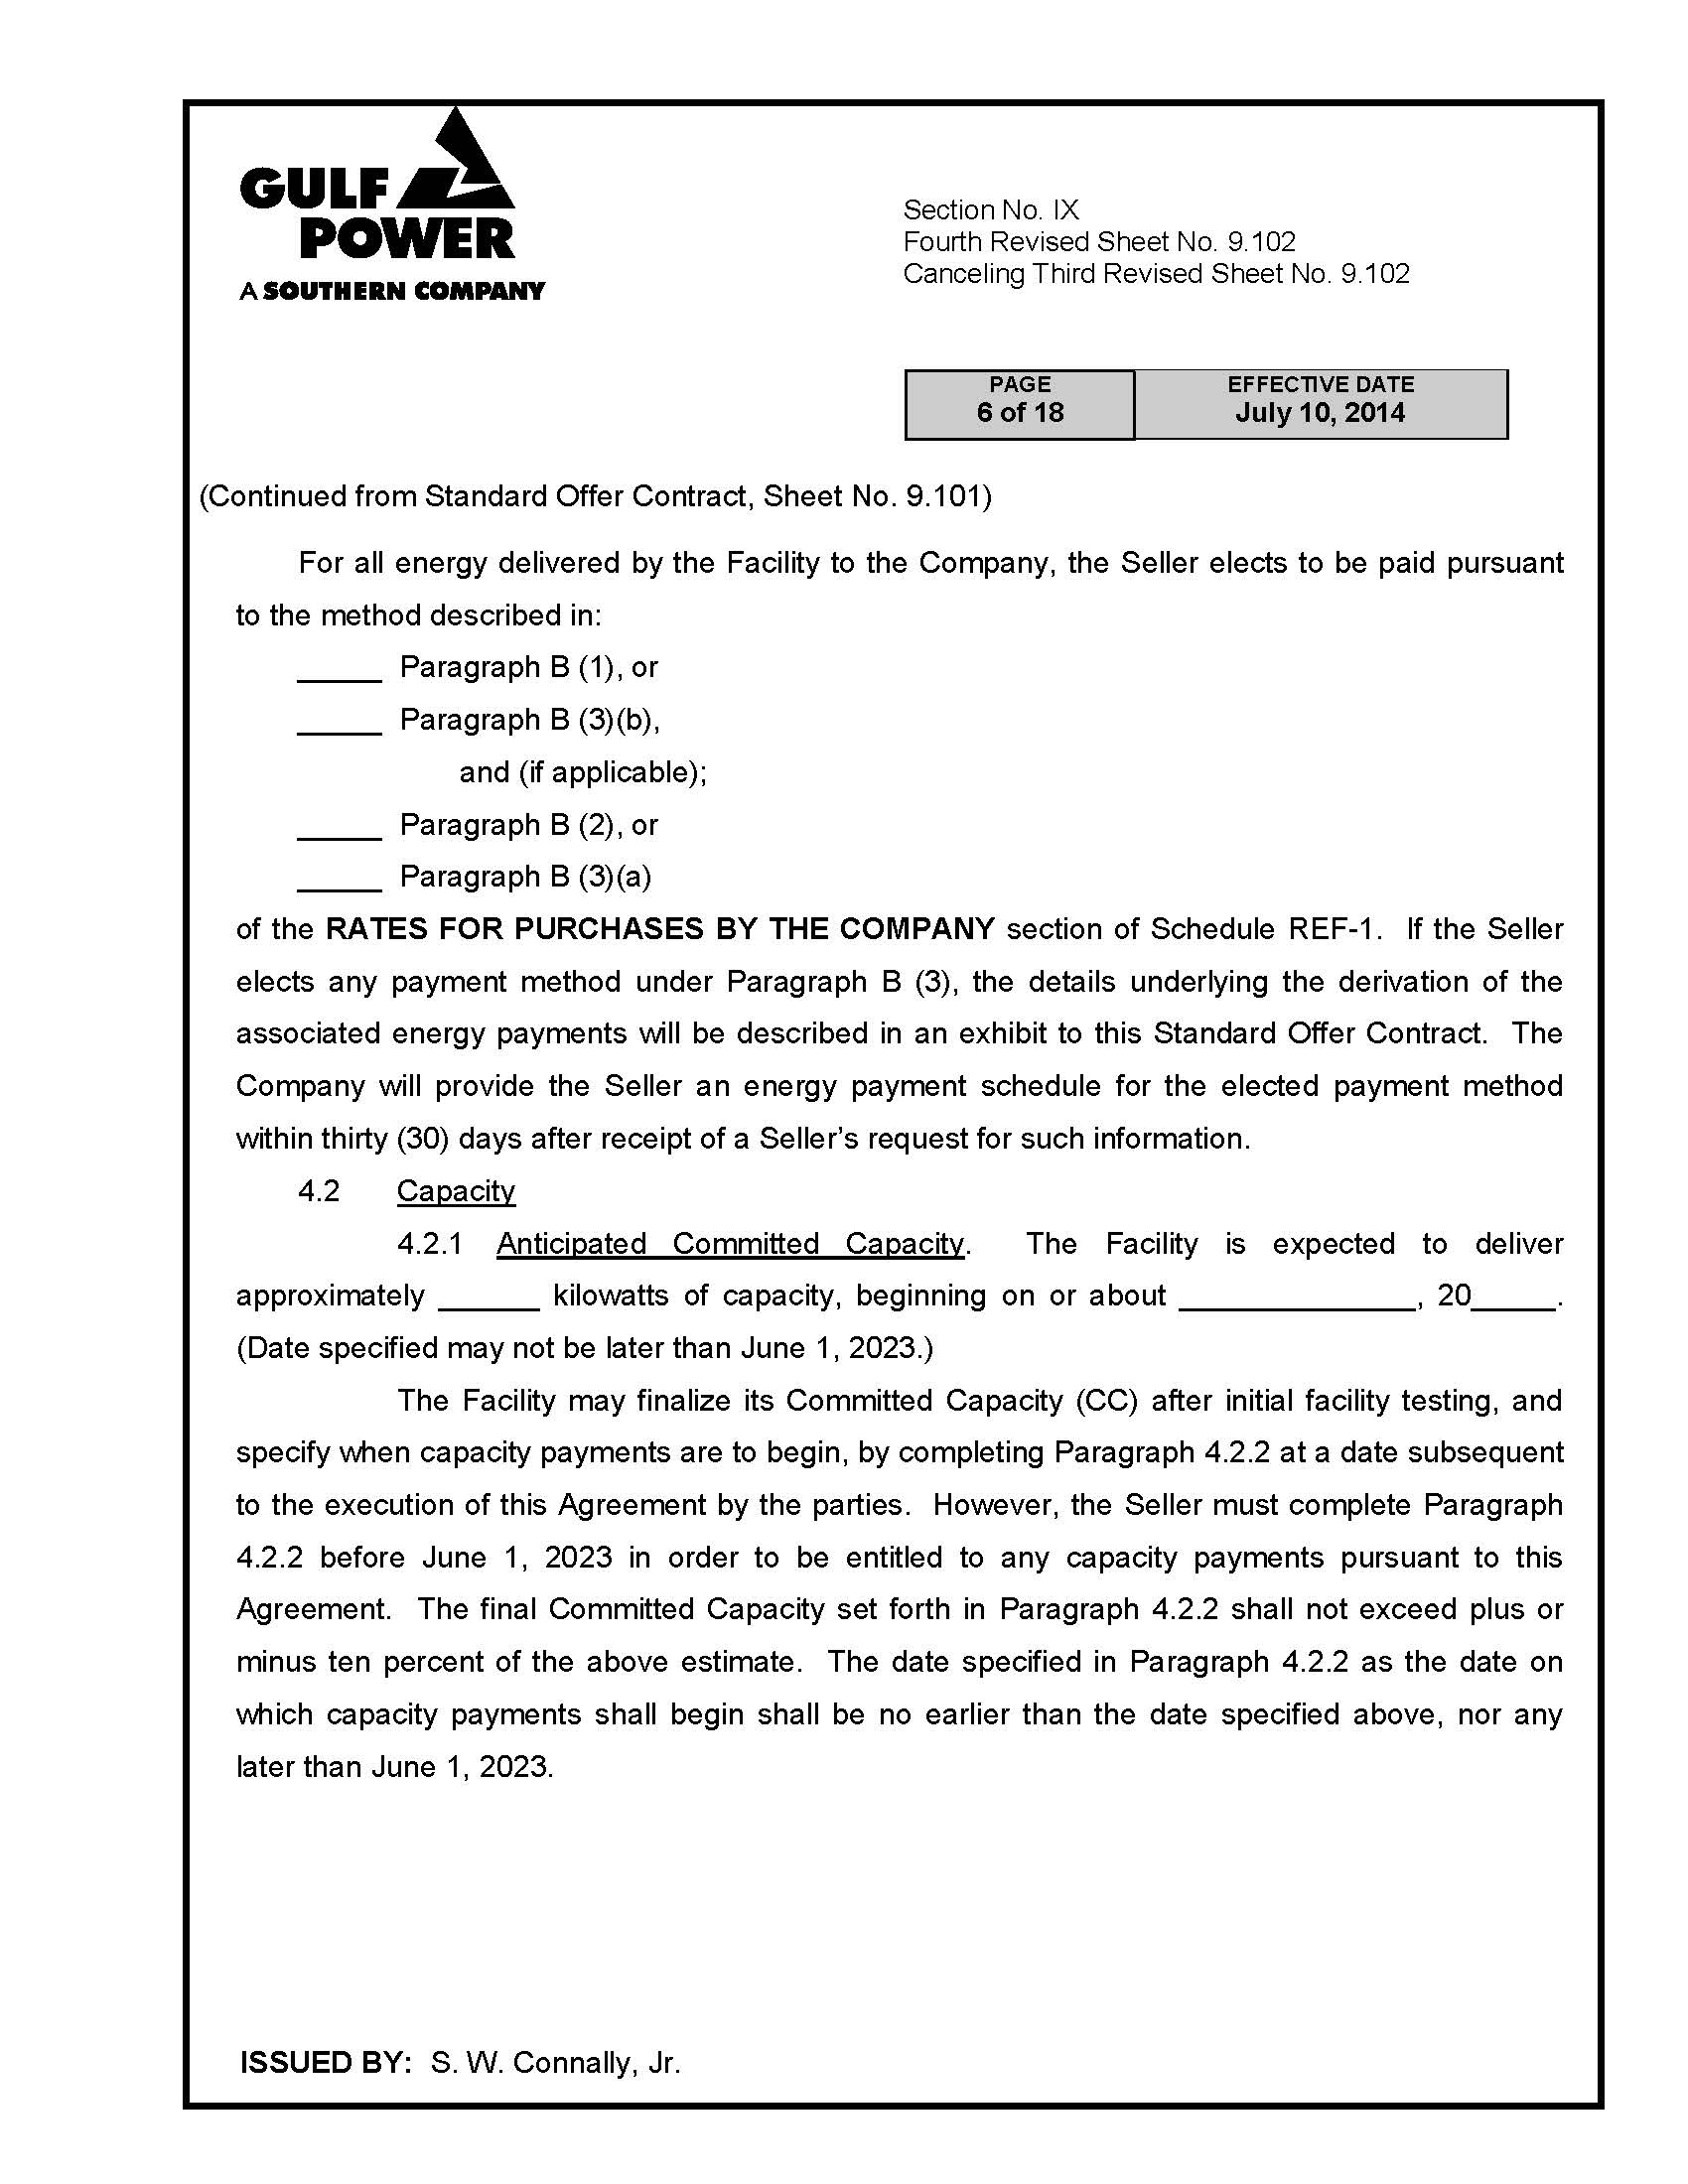 GULF
POWER
A SOUTHERN COMPANY
Section No. IX
Fourth Revised Sheet No. 9.102
Canceling Third Revised Sheet No. 9.102
PAGE
6 of 18
EFFECTIVE DATE
July 10, 2014
(Continued from Standard Offer Contract, Sheet No. 9.101)
For all energy delivered by the Facility to the Company, the Seller elects to be paid pursuant
to the method described in:
_____ Paragraph B (1), or
_____ Paragraph B (3)(b),
and (if applicable);
_____ Paragraph B (2), or
_____ Paragraph B (3)(a)
of the RATES FOR PURCHASES BY THE COMPANY section of Schedule REF-1. If the Seller
elects any payment method under Paragraph B (3), the details underlying the derivation of the
associated energy payments will be described in an exhibit to this Standard Offer Contract. The
Company will provide the Seller an energy payment schedule for the elected payment method
within thirty (30) days after receipt of a Seller’s request for such information.
4.2 Capacity
4.2.1 Anticipated Committed Capacity. The Facility is expected to deliver
approximately ______ kilowatts of capacity, beginning on or about ______________, 20_____.
(Date specified may not be later than June 1, 2023.)
The Facility may finalize its Committed Capacity (CC) after initial facility testing, and
specify when capacity payments are to begin, by completing Paragraph 4.2.2 at a date subsequent
to the execution of this Agreement by the parties. However, the Seller must complete Paragraph
4.2.2 before June 1, 2023 in order to be entitled to any capacity payments pursuant to this
Agreement. The final Committed Capacity set forth in Paragraph 4.2.2 shall not exceed plus or
minus ten percent of the above estimate. The date specified in Paragraph 4.2.2 as the date on
which capacity payments shall begin shall be no earlier than the date specified above, nor any
later than June 1, 2023.
ISSUED BY: S. W. Connally, Jr.